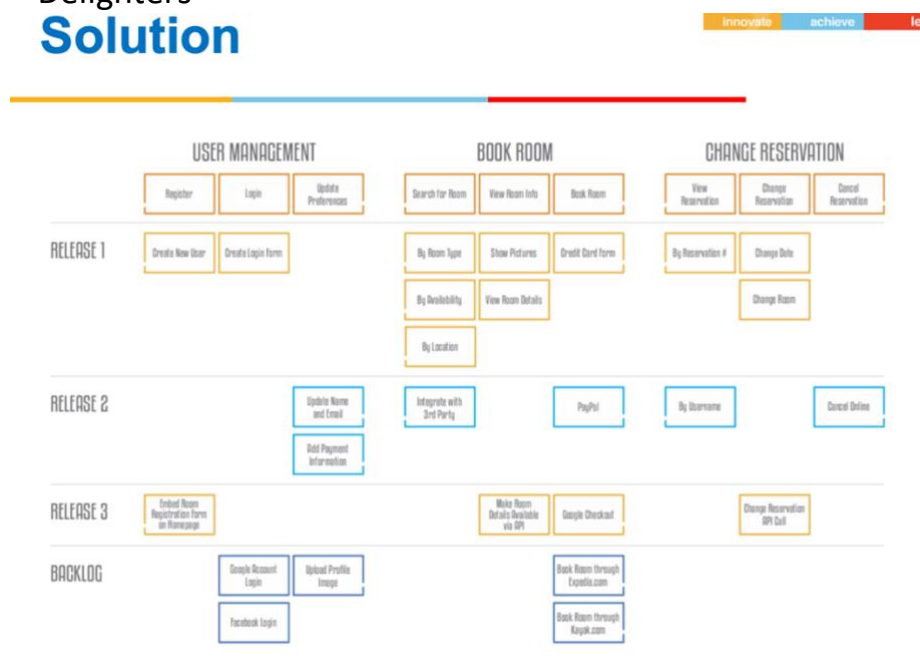 Delighters
Solution
innovate achieve le
USER MANAGEMENT BOOK ROOM CHANGE RESERVATION
Register Login Update Preferences Search for Room View Room Info Book Room View Reservation Change Reservation Cancel Reservation
RELEASE 1
Create New User Create Login Form By Room Type Show Pictures Credit Card Form By Reservation # Change Date
By Availability View Room Details Change Room
By Location
RELEASE 2
Update Name and Email Integrate with 3rd Party PayPal By Username Cancel Online
Add Payment Information
RELEASE 3
Embed Room Registration Form on Homepage Make Room Details Available via API Google Checkout Change Reservation API Call
BACKLOG
Google Account Login Upload Profile Image Book Room through Expedia.com
Facebook Login Book Room through Kayak.com